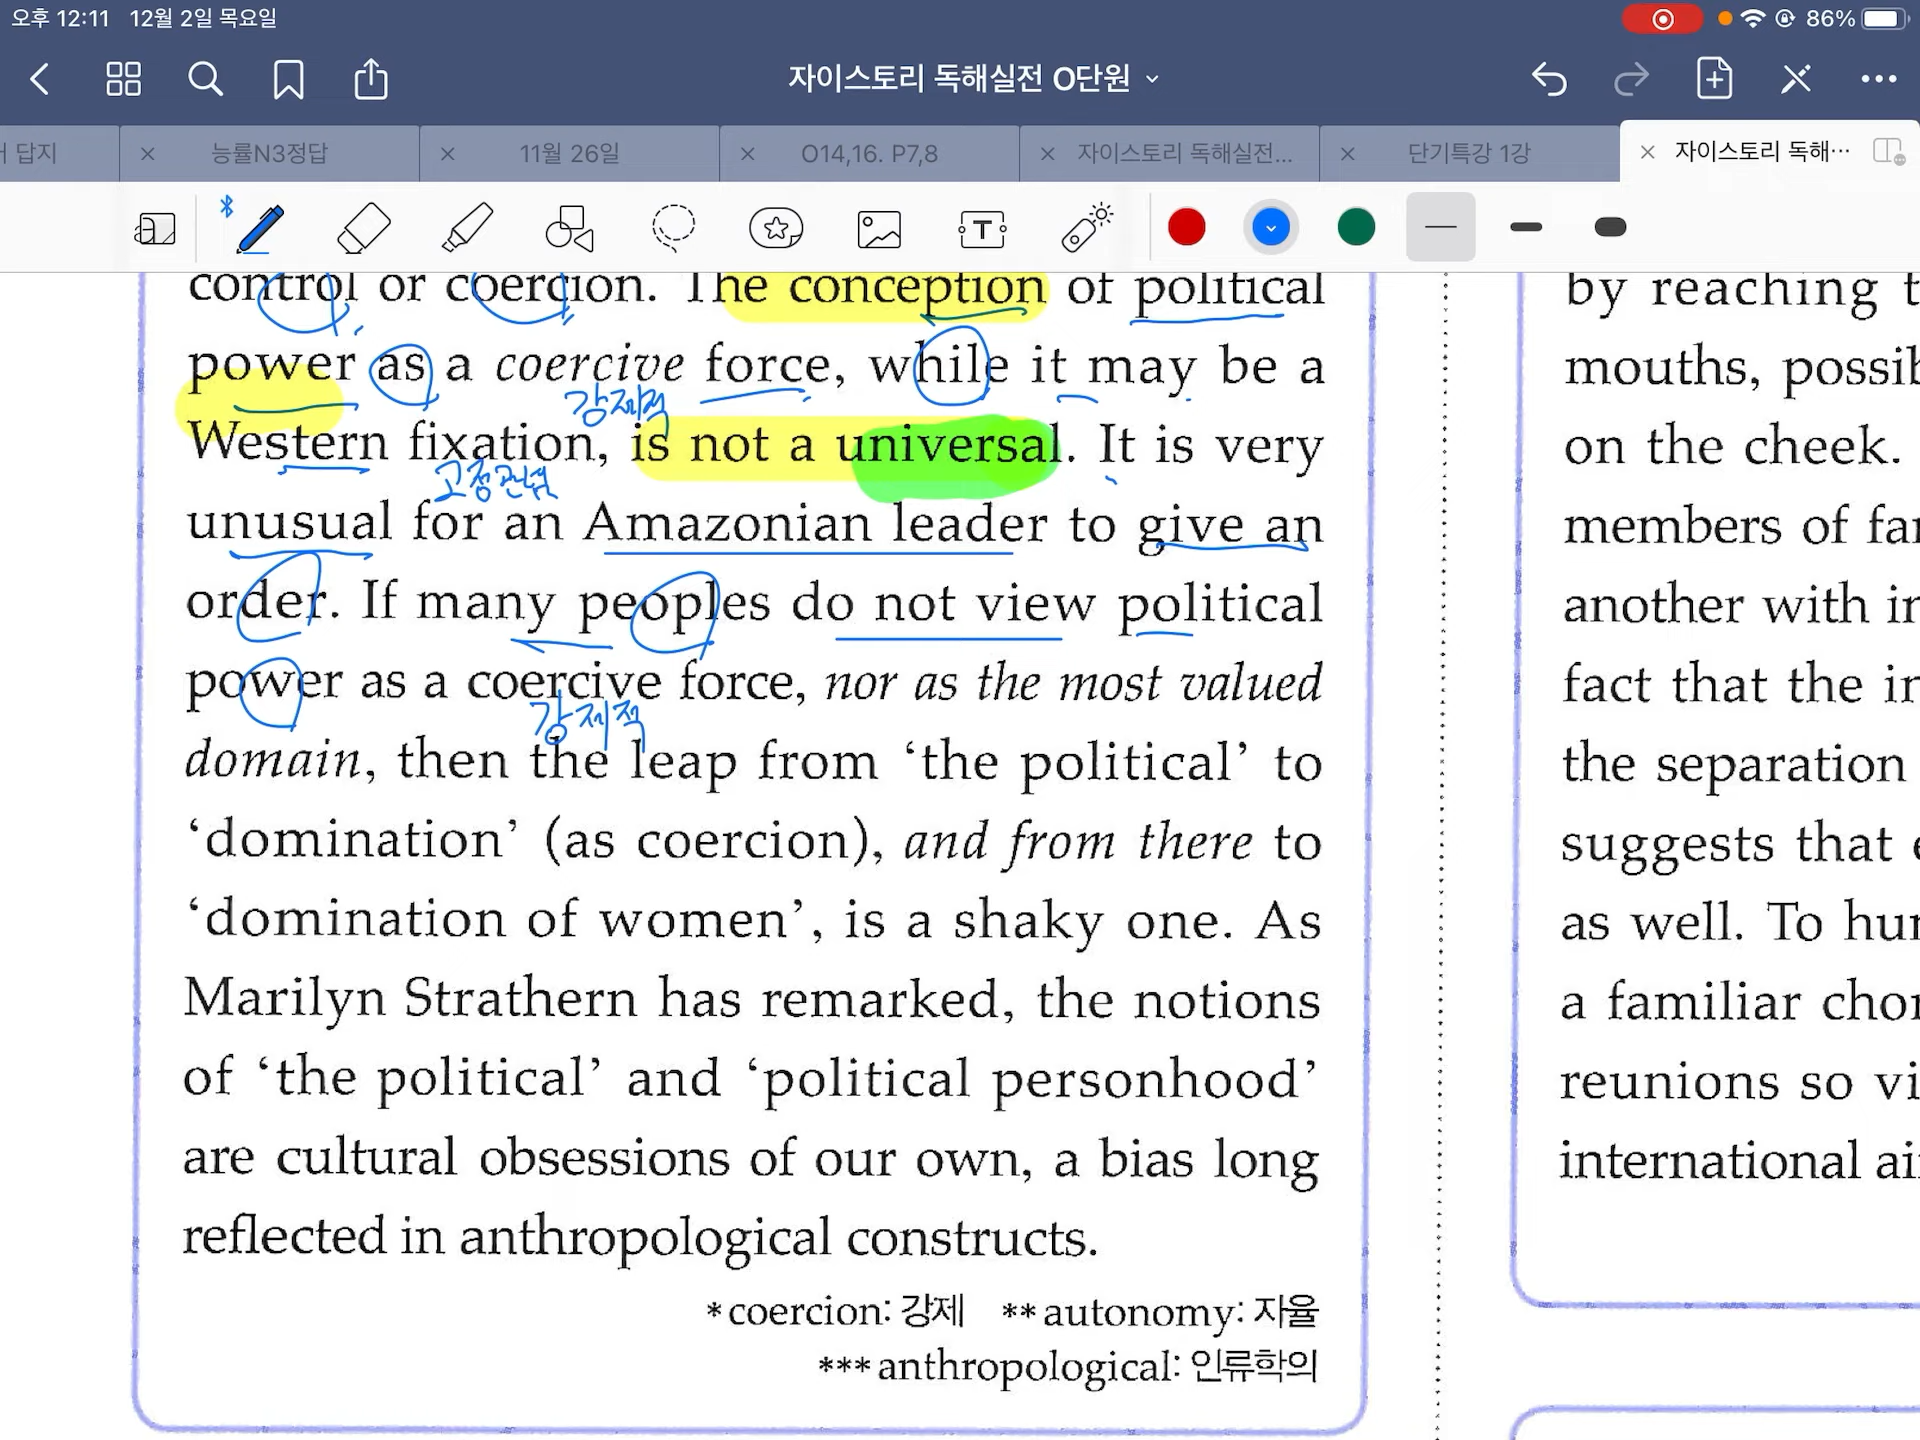 오후 12:11 12월 2일 목요일
86%
자이스토리 독해실전 O단원
답지
능률N3정답
11월 26일
O14,16. P7,8
자이스토리 독해실전...
단기특강 1강
자이스토리 독해...
control or coercion. The conception of political
power as a coercive force, while it may be a
강제적
Western fixation, is not a universal. It is very
고정관념
unusual for an Amazonian leader to give an
order. If many peoples do not view political
power as a coercive force, nor as the most valued
강제적
domain, then the leap from ‘the political’ to
‘domination’ (as coercion), and from there to
‘domination of women’, is a shaky one. As
Marilyn Strathern has remarked, the notions
of ‘the political’ and ‘political personhood’
are cultural obsessions of our own, a bias long
reflected in anthropological constructs.
*coercion: 강제 **autonomy: 자율
***anthropological: 인류학의
by reaching
mouths,
on the cheek.
members of
another with
fact that the
the separation
suggests that
as well. To
a familiar
reunions so
international